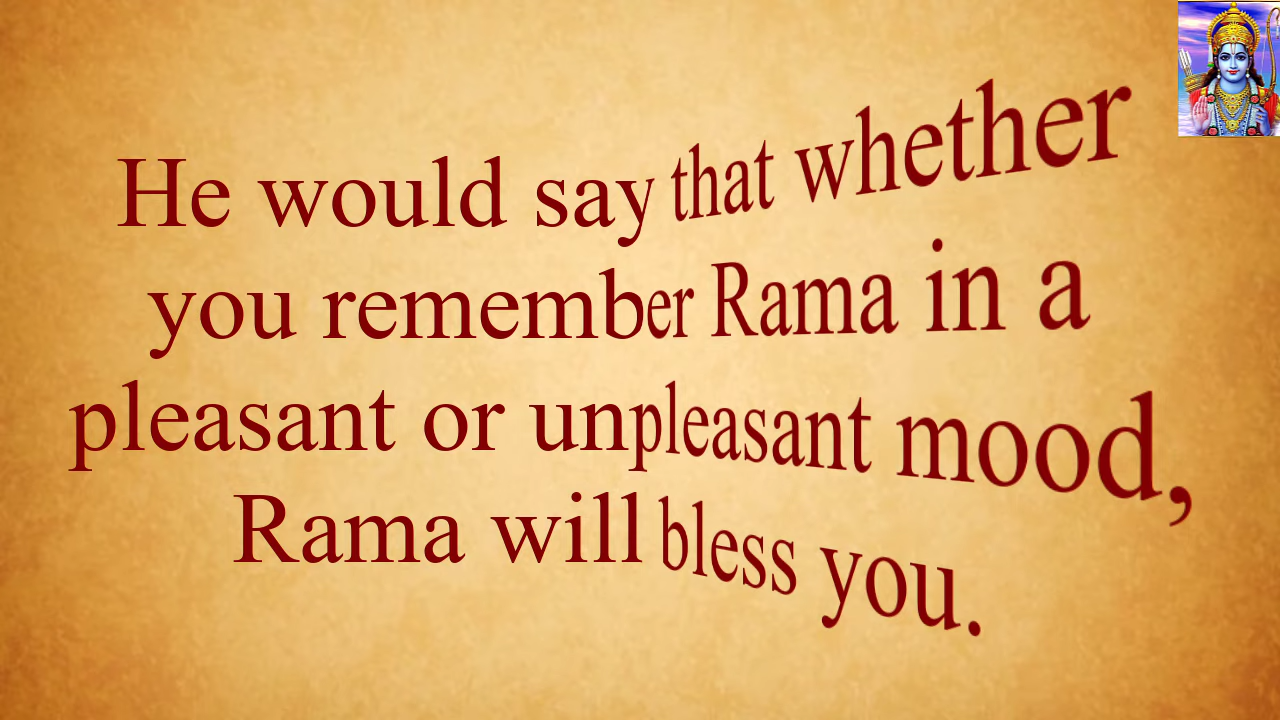 He would say that whether
you remember Rama in a
pleasant or unpleasant mood,
Rama will bless you.